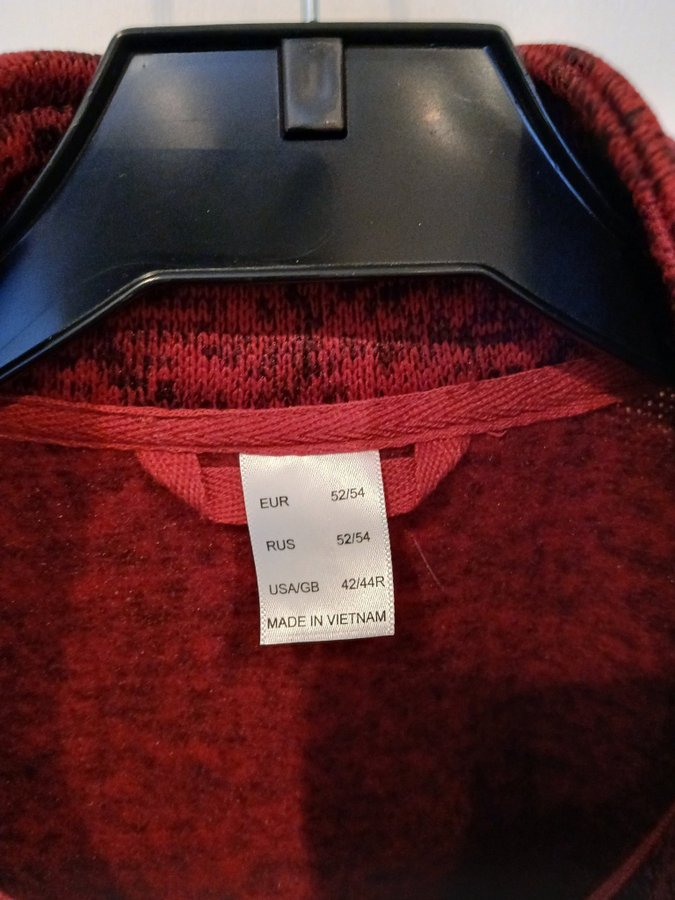 EUR 52/54
RUS 52/54
USA/GB 42/44R
MADE IN VIETNAM